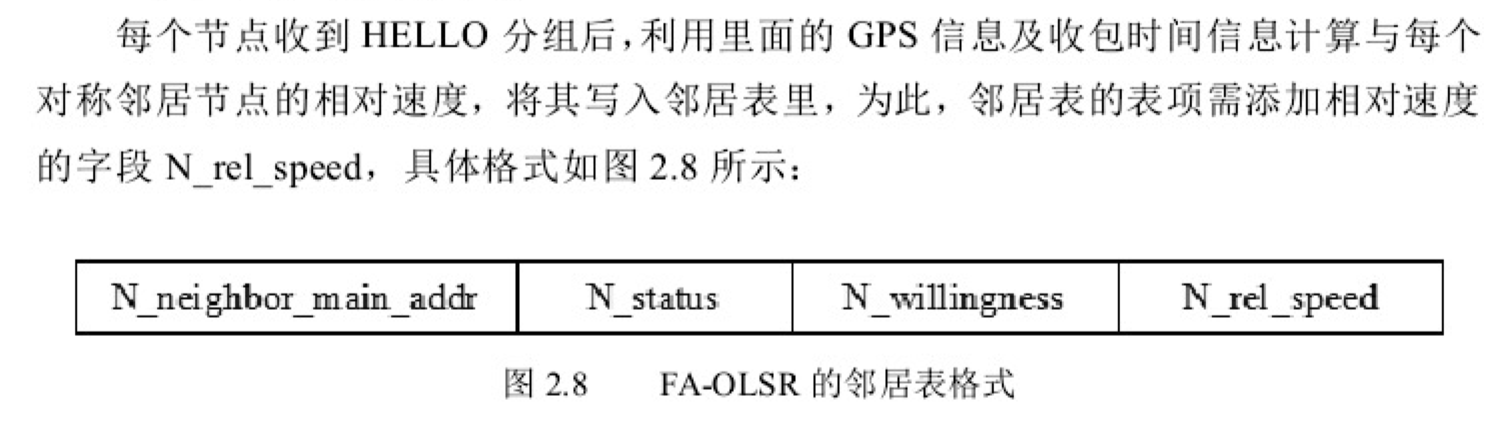 每个节点收到 HELLO 分组后,利用里面的 GPS 信息及收包时间信息计算与每个
对称邻居节点的相对速度，将其写入邻居表里，为此，邻居表的表项需添加相对速度
的字段 N_rel_speed，具体格式如图 2.8 所示：
N_neighbor_main_addr N_status N_willingness N_rel_speed
图 2.8 FA-OLSR 的邻居表格式